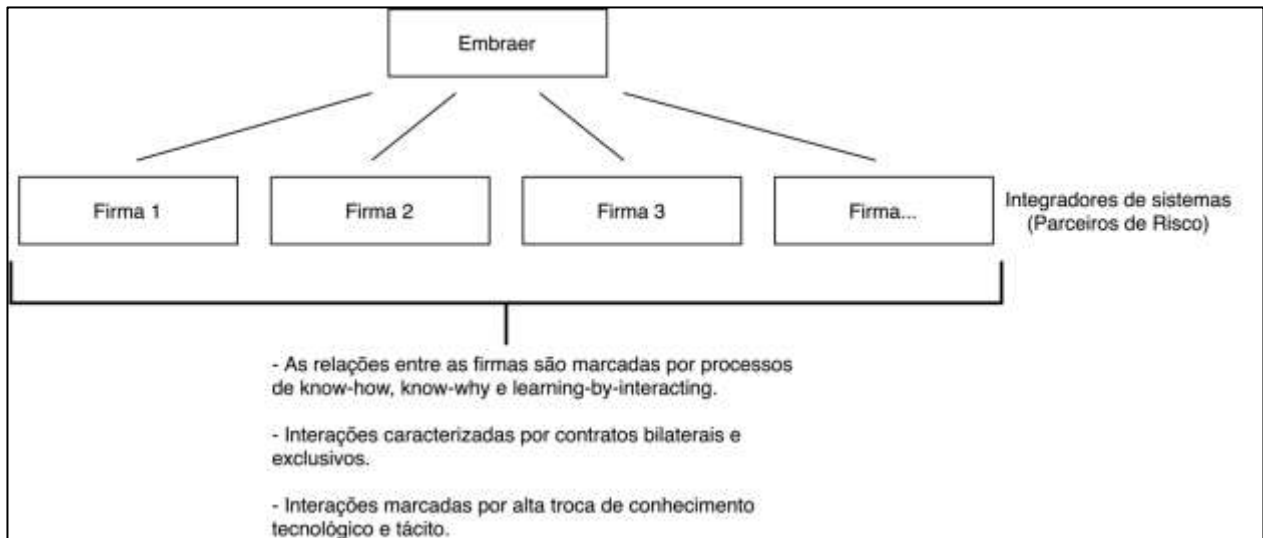 Embraer
Firma 1
Firma 2
Firma 3
Firma...
Integradores de sistemas
(Parceiros de Risco)
- As relações entre as firmas são marcadas por processos
de know-how, know-why e learning-by-interacting.
- Interações caracterizadas por contratos bilaterais e
exclusivos.
- Interações marcadas por alta troca de conhecimento
tecnológico e tácito.